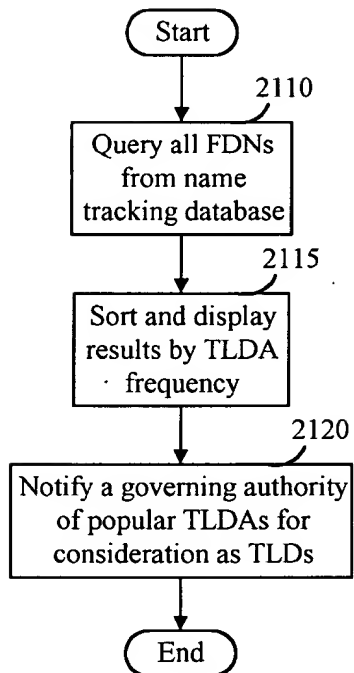 Start
2110
Query all FDNs
from name
tracking database
2115
Sort and display
results by TLDA
frequency
2120
Notify a governing authority
of popular TLDAs for
consideration as TLDs
End